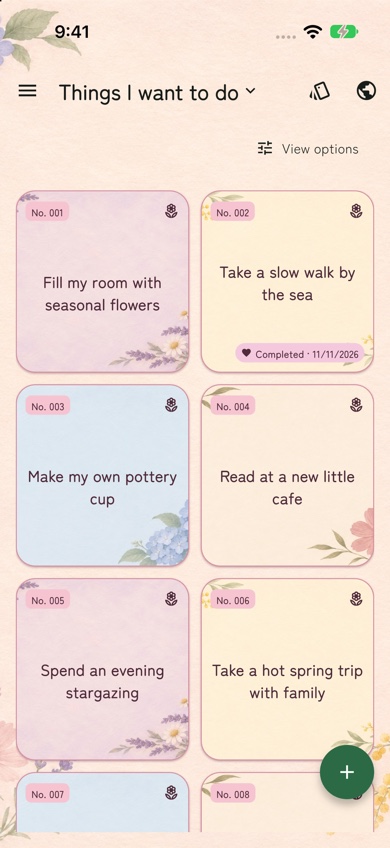 9:41
Things I want to do
View options
No. 001
Fill my room with
seasonal flowers
No. 002
Take a slow walk by
the sea
Completed · 11/11/2026
No. 003
Make my own pottery
cup
No. 004
Read at a new little
cafe
No. 005
Spend an evening
stargazing
No. 006
Take a hot spring trip
with family
No. 007
No. 008